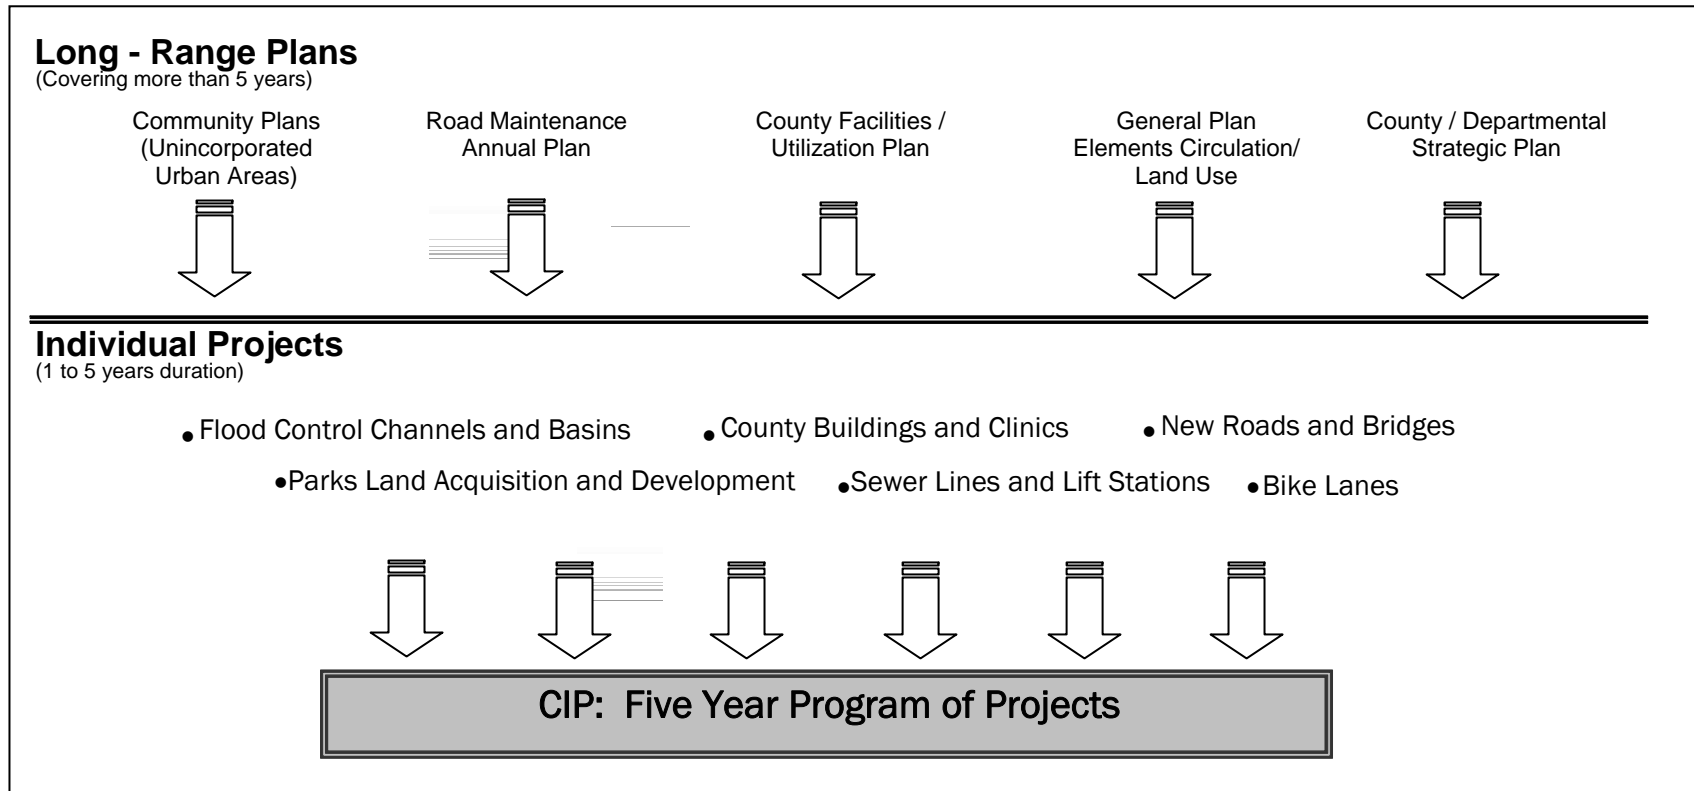 Long - Range Plans
(Covering more than 5 years)
Community Plans
(Unincorporated
Urban Areas)
Road Maintenance
Annual Plan
County Facilities /
Utilization Plan
General Plan
Elements Circulation/
Land Use
County / Departmental
Strategic Plan
Individual Projects
(1 to 5 years duration)
• Flood Control Channels and Basins
• County Buildings and Clinics
• New Roads and Bridges
•Parks Land Acquisition and Development
•Sewer Lines and Lift Stations
•Bike Lanes
CIP: Five Year Program of Projects